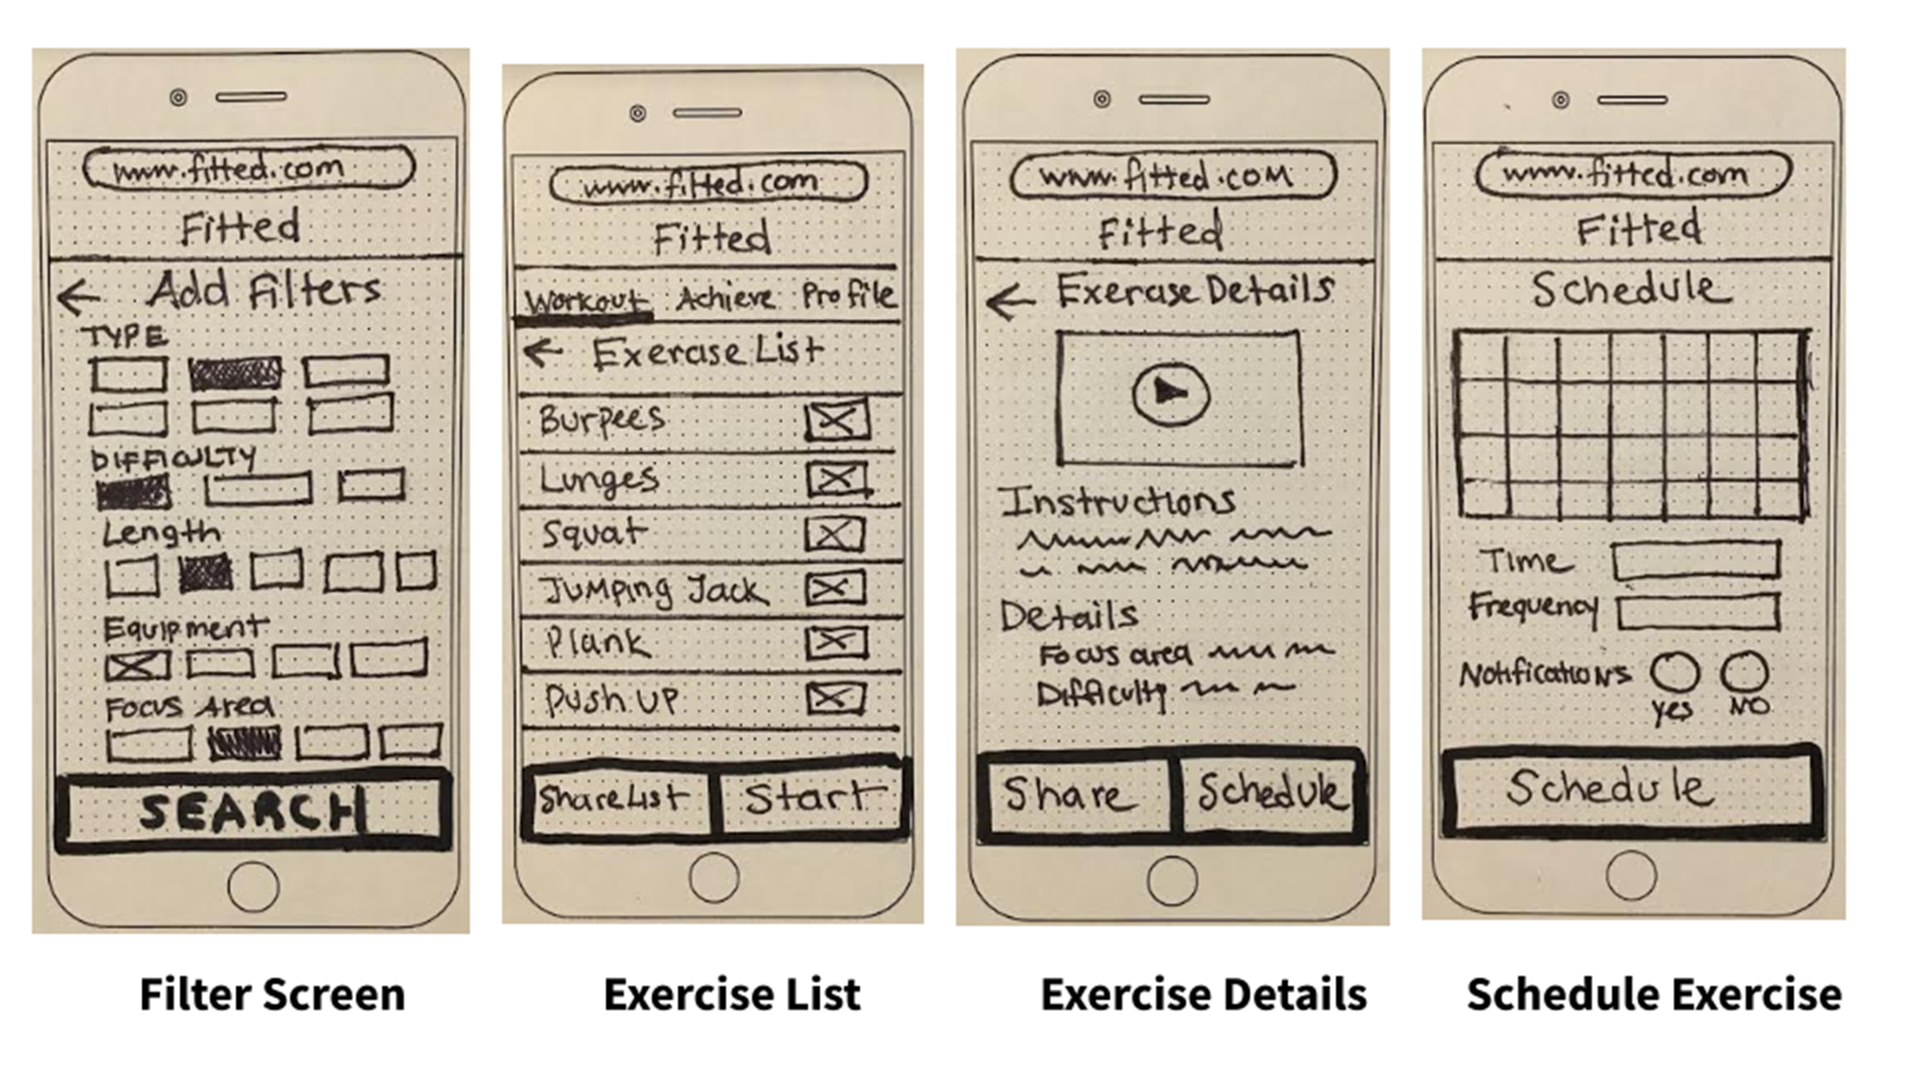 www.fitted.com
Fitted
← Add Filters
TYPE
DIFFICULTY
Length
Equipment
Focus Area
SEARCH
Filter Screen
www.fitted.com
Fitted
Workout Achieve Profile
← Exercise List
Burpees
Lunges
Squat
Jumping Jack
Plank
Push UP
Share List Start
Exercise List
www.fitted.com
Fitted
← Exercise Details
Instructions
Details
Focus area
Difficulty
Share Schedule
Exercise Details
www.fitted.com
Fitted
Schedule
Time
Frequency
Notifications
yes NO
Schedule
Schedule Exercise